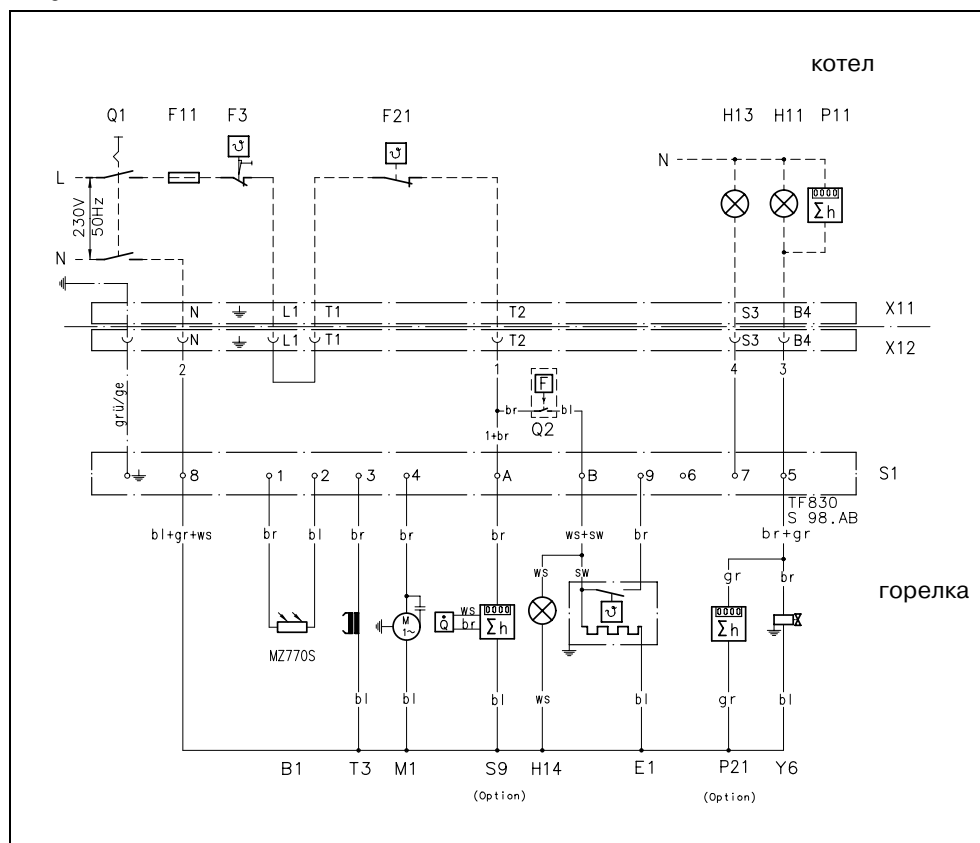 котел
Q1 F11 F3 F21 H13 H11 P11
ϑ ϑ
N
L
0000
Σh
230V
50Hz
N
N L1 T1 T2 S3 B4 X11
N L1 T1 T2 S3 B4 X12
2 1 4 3
grü/ge
F
br bl
Q2
1+br
8 1 2 3 4 A B 9 6 7 5 S1
TF830
S 98.AB
bl+gr+ws br bl br br ws+sw br br+gr
ws sw gr br
горелка
M
1~
Q
ws
br
0000
Σh
ϑ
0000
Σh
MZ770S
bl bl bl ws bl gr bl
B1 T3 M1 S9 H14 E1 P21 Y6
(Option) (Option)